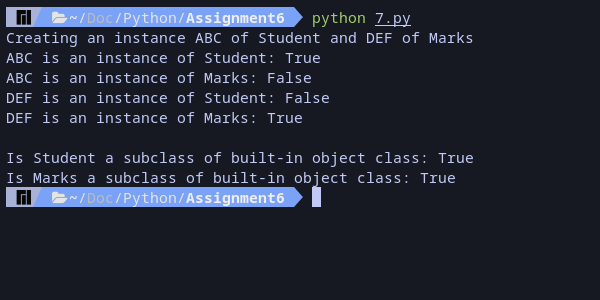 ~/Doc/Python/Assignment6 python 7.py
Creating an instance ABC of Student and DEF of Marks
ABC is an instance of Student: True
ABC is an instance of Marks: False
DEF is an instance of Student: False
DEF is an instance of Marks: True
Is Student a subclass of built-in object class: True
Is Marks a subclass of built-in object class: True
~/Doc/Python/Assignment6